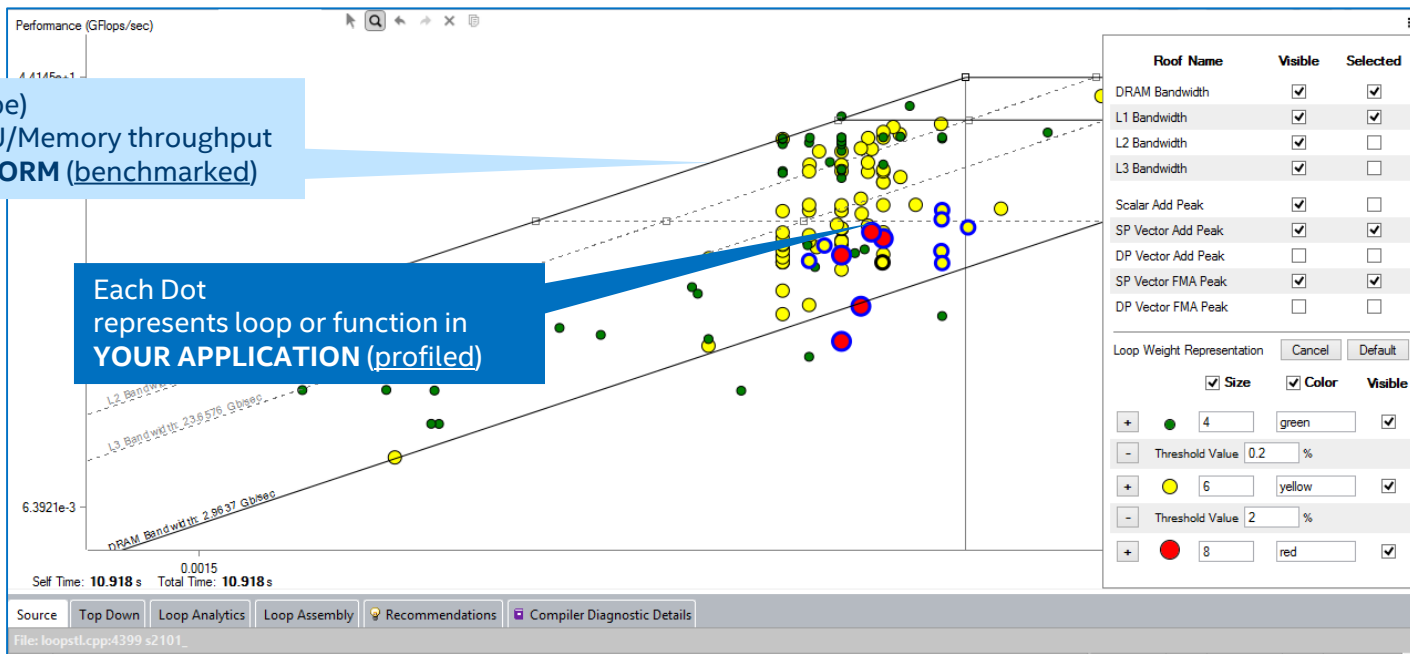 Performance (GFlops/sec)
4.4145e+1
be)
U/Memory throughput
ORM (benchmarked)
Each Dot
represents loop or function in
YOUR APPLICATION (profiled)
L2 Bandwidth
L3 Bandwidth: 23.6576 Gb/sec
6.3921e-3
DRAM Bandwidth: 2.9637 Gb/sec
0.0015
Self Time: 10.918 s Total Time: 10.918 s
Roof Name Visible Selected
DRAM Bandwidth
L1 Bandwidth
L2 Bandwidth
L3 Bandwidth
Scalar Add Peak
SP Vector Add Peak
DP Vector Add Peak
SP Vector FMA Peak
DP Vector FMA Peak
Loop Weight Representation Cancel Default
Size Color Visible
+ 4 green
- Threshold Value 0.2 %
+ 6 yellow
- Threshold Value 2 %
+ 8 red
Source Top Down Loop Analytics Loop Assembly Recommendations Compiler Diagnostic Details
File: loopstl.cpp:4399 s2101_